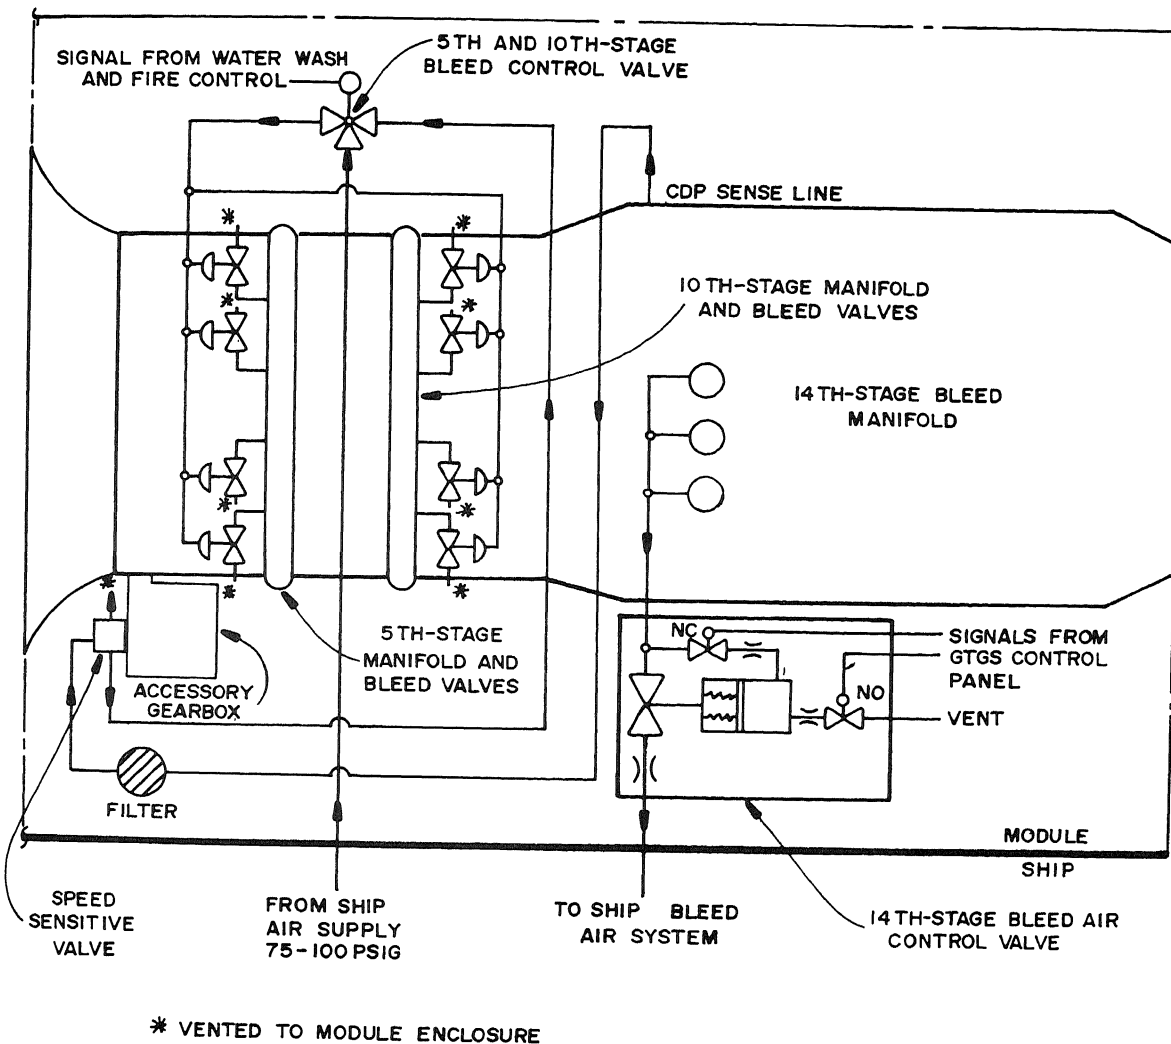 SIGNAL FROM WATER WASH
AND FIRE CONTROL
5TH AND 10TH-STAGE
BLEED CONTROL VALVE
CDP SENSE LINE
10TH-STAGE MANIFOLD
AND BLEED VALVES
14TH-STAGE BLEED
MANIFOLD
5TH-STAGE
MANIFOLD AND
BLEED VALVES
ACCESSORY
GEARBOX
FILTER
NC
NO
SIGNALS FROM
GTGS CONTROL
PANEL
VENT
MODULE
SHIP
SPEED
SENSITIVE
VALVE
FROM SHIP
AIR SUPPLY
75-100 PSIG
TO SHIP BLEED
AIR SYSTEM
14TH-STAGE BLEED AIR
CONTROL VALVE
* VENTED TO MODULE ENCLOSURE